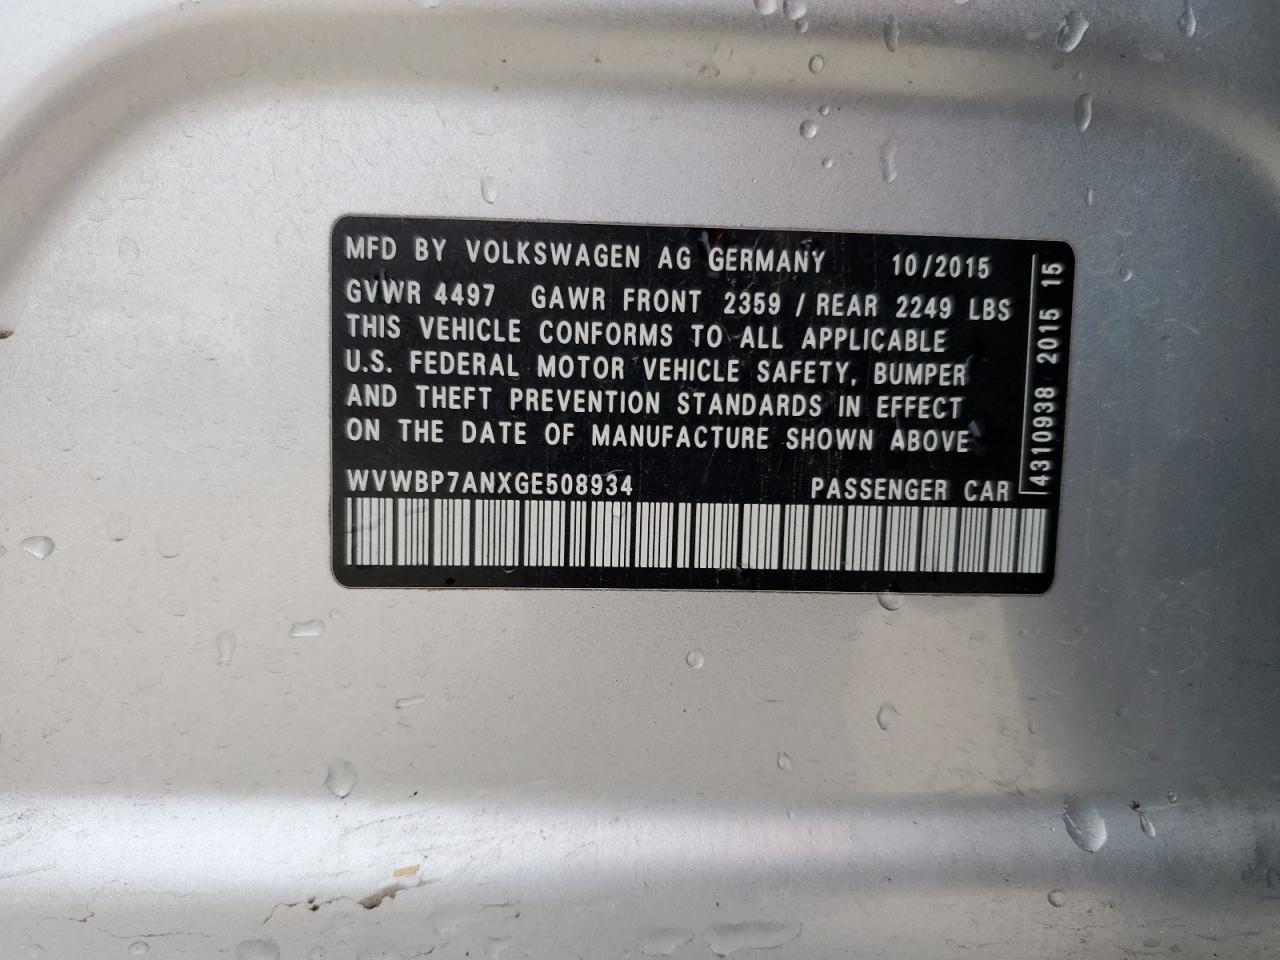 MFD BY VOLKSWAGEN AG GERMANY 10/2015
GVWR 4497 GAWR FRONT 2359 / REAR 2249 LBS
THIS VEHICLE CONFORMS TO ALL APPLICABLE
U.S. FEDERAL MOTOR VEHICLE SAFETY, BUMPER
AND THEFT PREVENTION STANDARDS IN EFFECT
ON THE DATE OF MANUFACTURE SHOWN ABOVE
WVWBP7ANXGE508934 PASSENGER CAR
4310938 2015 15